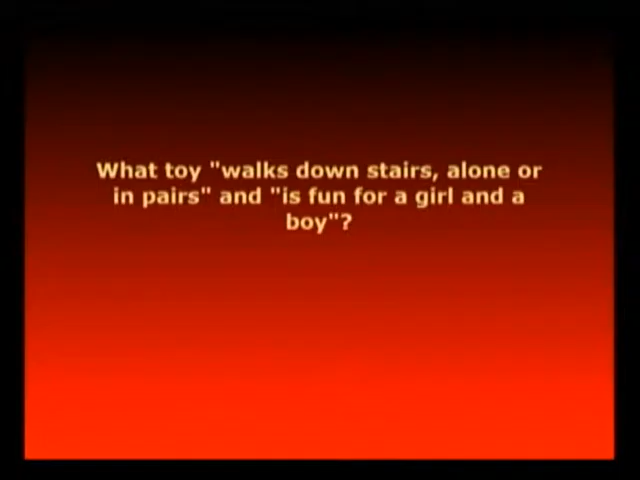 What toy "walks down stairs, alone or
in pairs" and "is fun for a girl and a
boy"?